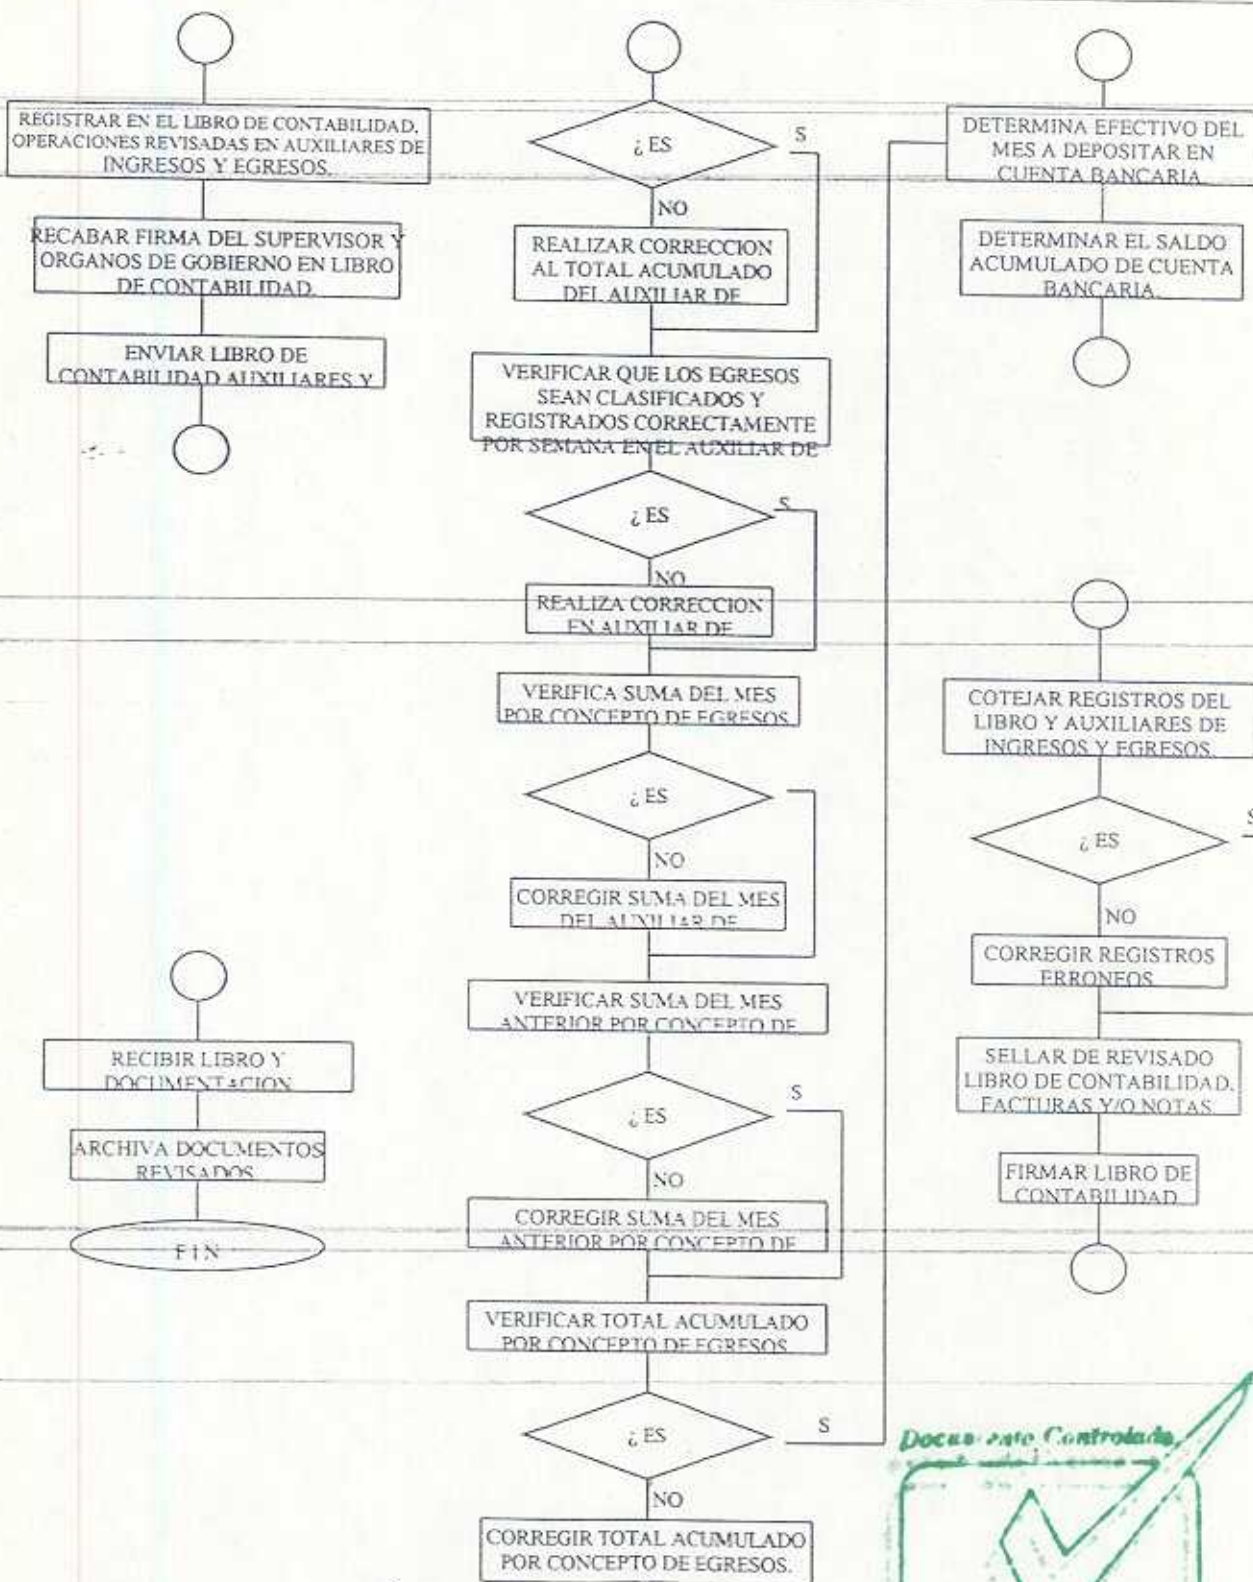 REGISTRAR EN EL LIBRO DE CONTABILIDAD,
OPERACIONES REVISADAS EN AUXILIARES DE
INGRESOS Y EGRESOS.
RECABAR FIRMA DEL SUPERVISOR Y
ORGANOS DE GOBIERNO EN LIBRO
DE CONTABILIDAD.
ENVIAR LIBRO DE
CONTABILIDAD AUXILIARES Y
RECIBIR LIBRO Y
DOCUMENTACION
ARCHIVA DOCUMENTOS
REVISADOS
FIN
¿ ES
S
NO
REALIZAR CORRECCION
AL TOTAL ACUMULADO
DEL AUXILIAR DE
VERIFICAR QUE LOS EGRESOS
SEAN CLASIFICADOS Y
REGISTRADOS CORRECTAMENTE
POR SEMANA EN EL AUXILIAR DE
¿ ES
S
NO
REALIZA CORRECCION
EN AUXILIAR DE
VERIFICA SUMA DEL MES
POR CONCEPTO DE EGRESOS
¿ ES
NO
CORREGIR SUMA DEL MES
DEL AUXILIAR DE
VERIFICAR SUMA DEL MES
ANTERIOR POR CONCEPTO DE
¿ ES
S
NO
CORREGIR SUMA DEL MES
ANTERIOR POR CONCEPTO DE
VERIFICAR TOTAL ACUMULADO
POR CONCEPTO DE EGRESOS
¿ ES
S
NO
CORREGIR TOTAL ACUMULADO
POR CONCEPTO DE EGRESOS.
DETERMINA EFECTIVO DEL
MES A DEPOSITAR EN
CUENTA BANCARIA
DETERMINAR EL SALDO
ACUMULADO DE CUENTA
BANCARIA.
COTEJAR REGISTROS DEL
LIBRO Y AUXILIARES DE
INGRESOS Y EGRESOS.
¿ ES
S
NO
CORREGIR REGISTROS
ERRONEOS
SELLAR DE REVISADO
LIBRO DE CONTABILIDAD,
FACTURAS Y/O NOTAS
FIRMAR LIBRO DE
CONTABILIDAD
Documento Controlado